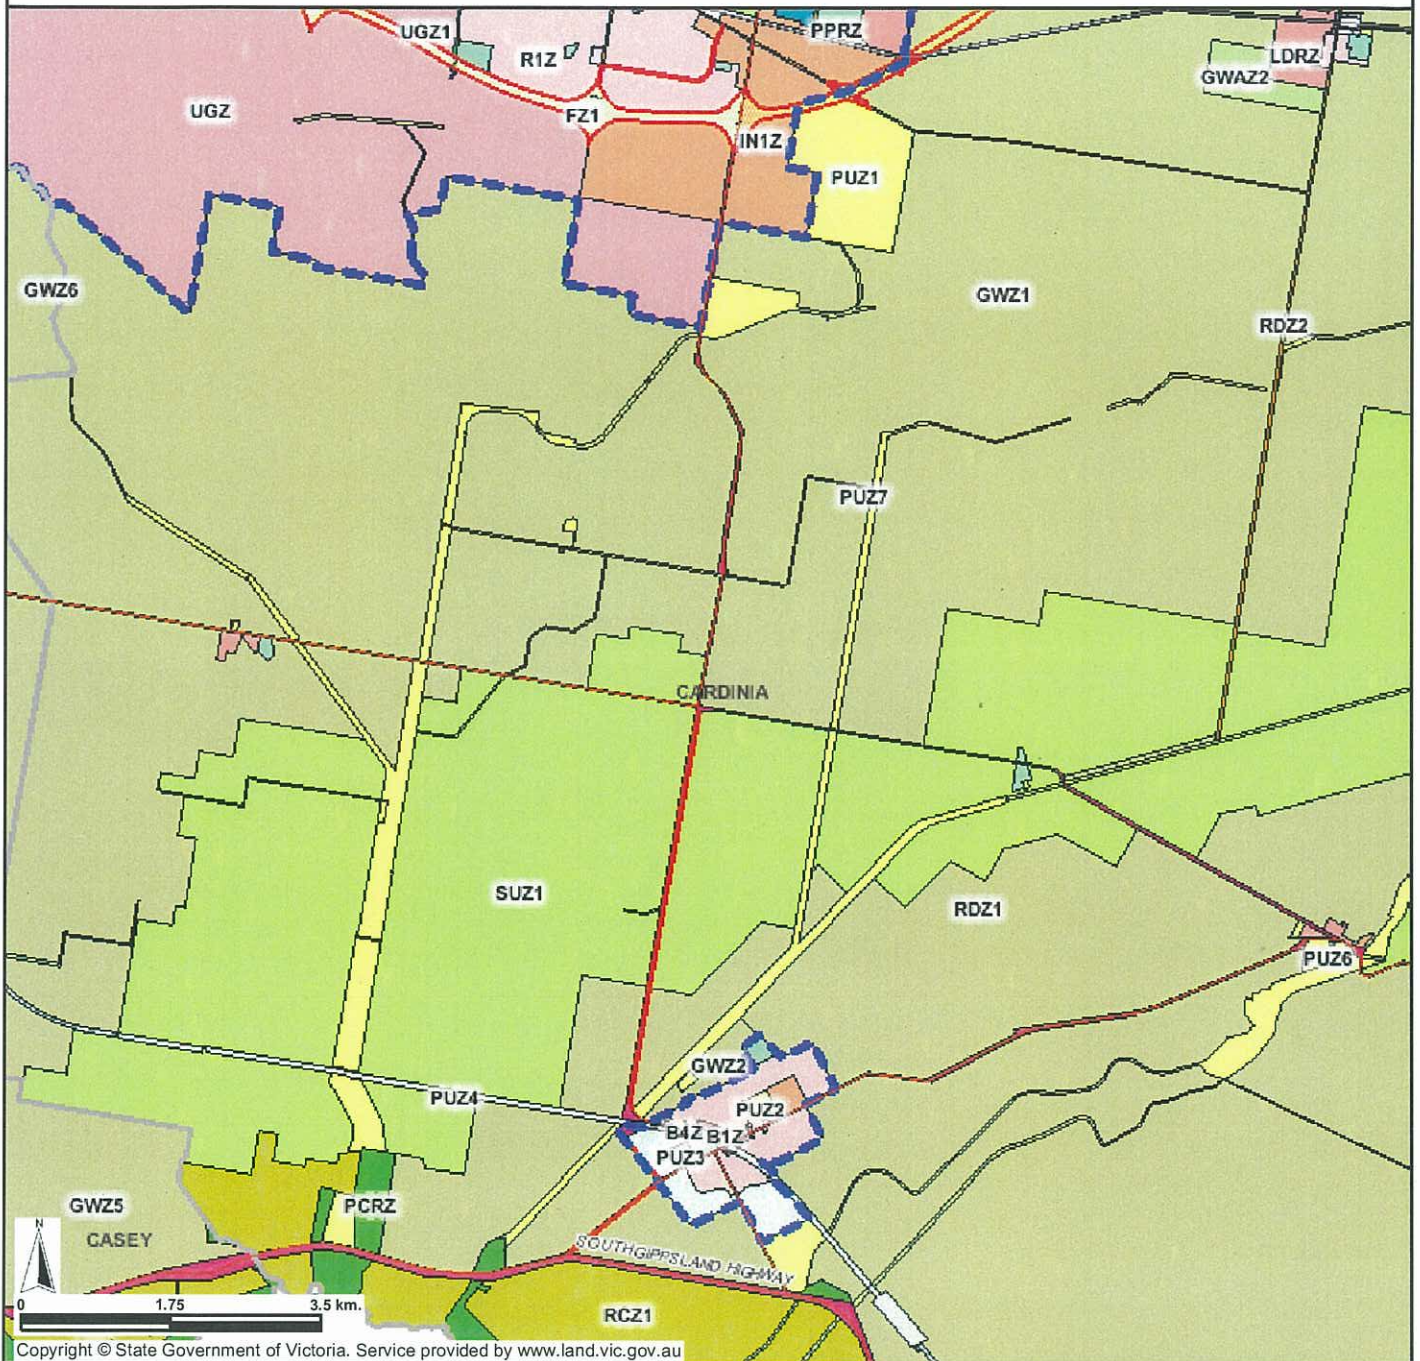 UGZ1
PPRZ
R1Z
LDRZ
GWAZ2
UGZ
FZ1
IN1Z
PUZ1
GWZ6
GWZ1
RDZ2
PUZ7
CARDINIA
SUZ1
RDZ1
PUZ6
GWZ2
PUZ4
PUZ2
B4Z B1Z
PUZ3
GWZ5
PCRZ
CASEY
SOUTH GIPPSLAND HIGHWAY
N
0 1.75 3.5 km.
RCZ1
Copyright © State Government of Victoria. Service provided by www.land.vic.gov.au